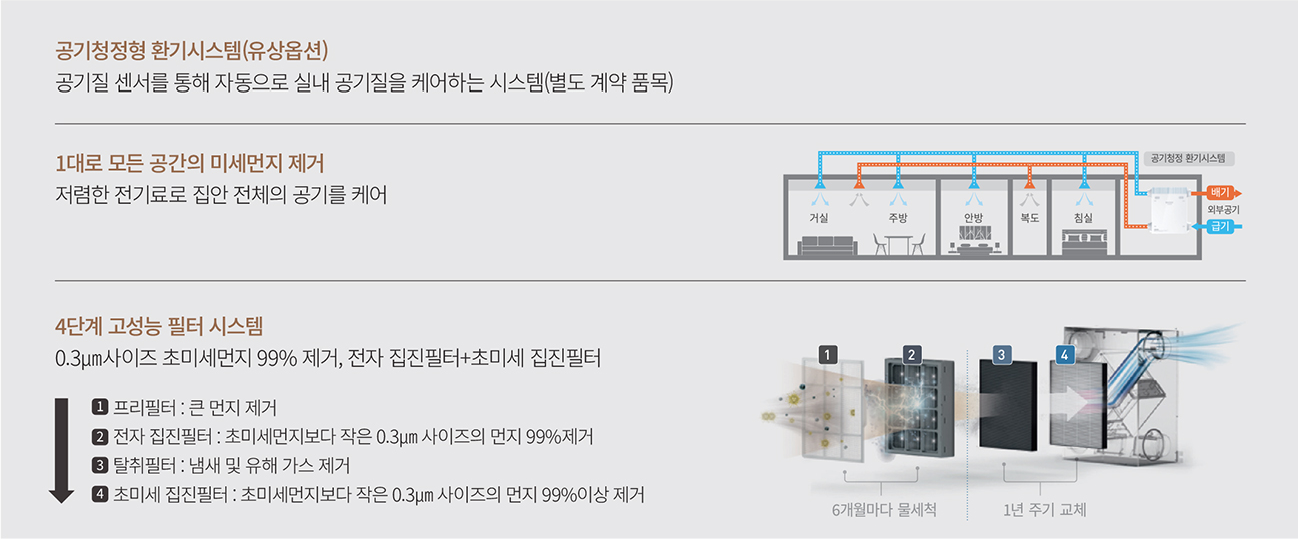 공기청정형 환기시스템(유상옵션)
공기질 센서를 통해 자동으로 실내 공기질을 케어하는 시스템(별도 계약 품목)
1대로 모든 공간의 미세먼지 제거
저렴한 전기료로 집안 전체의 공기를 케어
공기청정 환기시스템
배기
외부공기
급기
거실 주방 안방 복도 침실
4단계 고성능 필터 시스템
0.3㎛사이즈 초미세먼지 99% 제거, 전자 집진필터+초미세 집진필터
1 프리필터 : 큰 먼지 제거
2 전자 집진필터 : 초미세먼지보다 작은 0.3㎛ 사이즈의 먼지 99%제거
3 탈취필터 : 냄새 및 유해 가스 제거
4 초미세 집진필터 : 초미세먼지보다 작은 0.3㎛ 사이즈의 먼지 99%이상 제거
1 2 3 4
6개월마다 물세척 1년 주기 교체